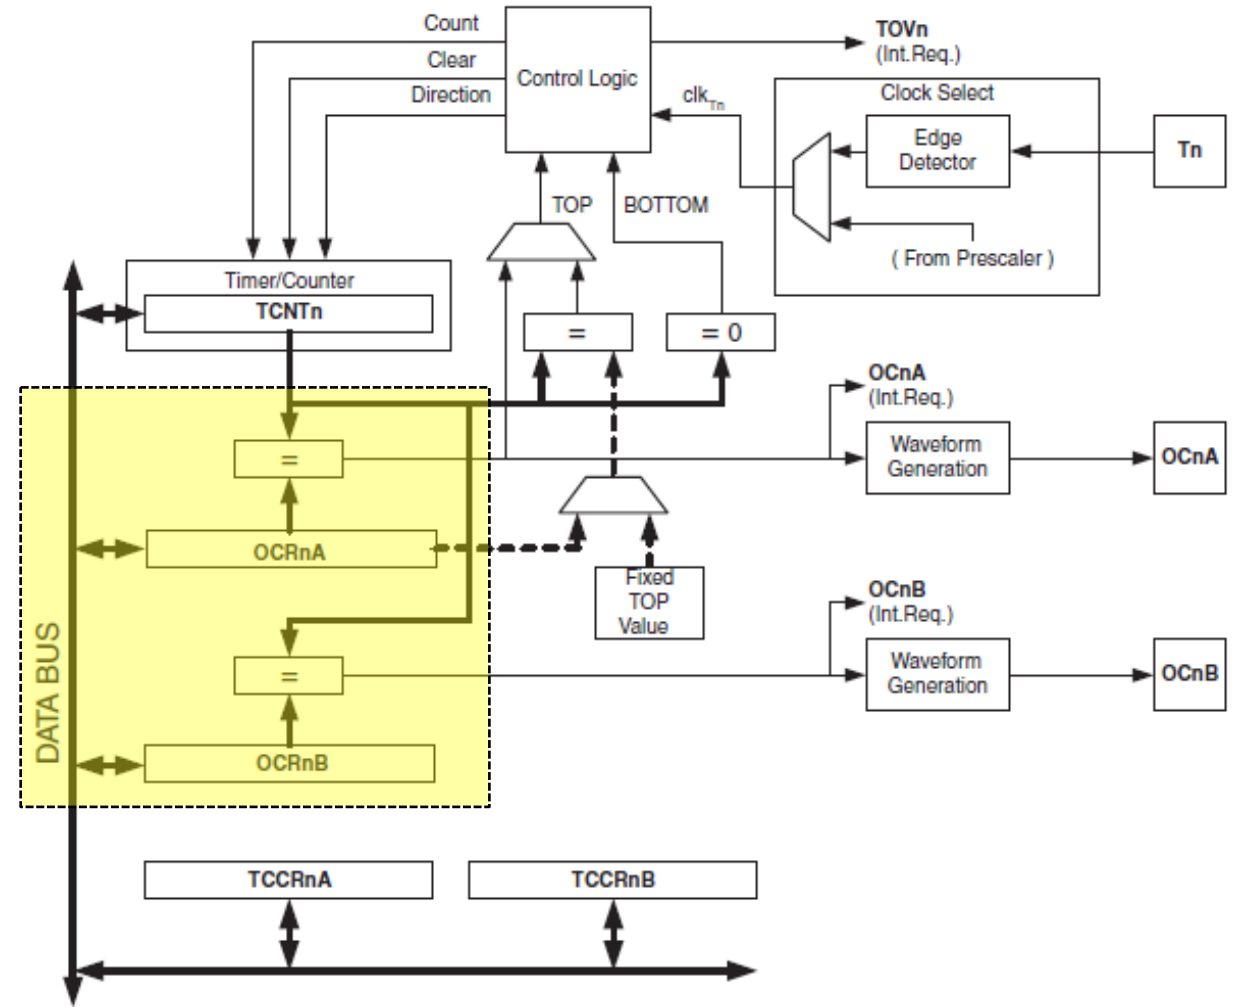 Count
Clear
Direction
Control Logic
TOVn
(Int.Req.)
clkTn
Clock Select
Edge
Detector
Tn
( From Prescaler )
TOP
BOTTOM
Timer/Counter
TCNTn
=
= 0
OCnA
(Int.Req.)
=
Waveform
Generation
OCnA
OCRnA
Fixed
TOP
Value
OCnB
(Int.Req.)
=
Waveform
Generation
OCnB
OCRnB
DATA BUS
TCCRnA
TCCRnB